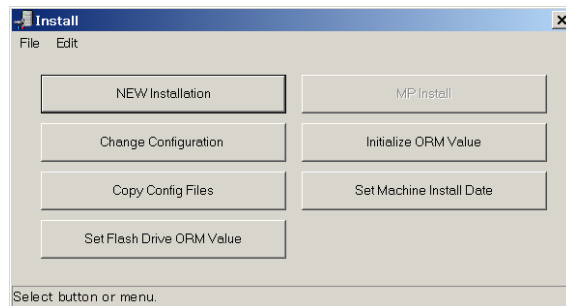 Install
File Edit
NEW Installation
MP Install
Change Configuration
Initialize ORM Value
Copy Config Files
Set Machine Install Date
Set Flash Drive ORM Value
Select button or menu.